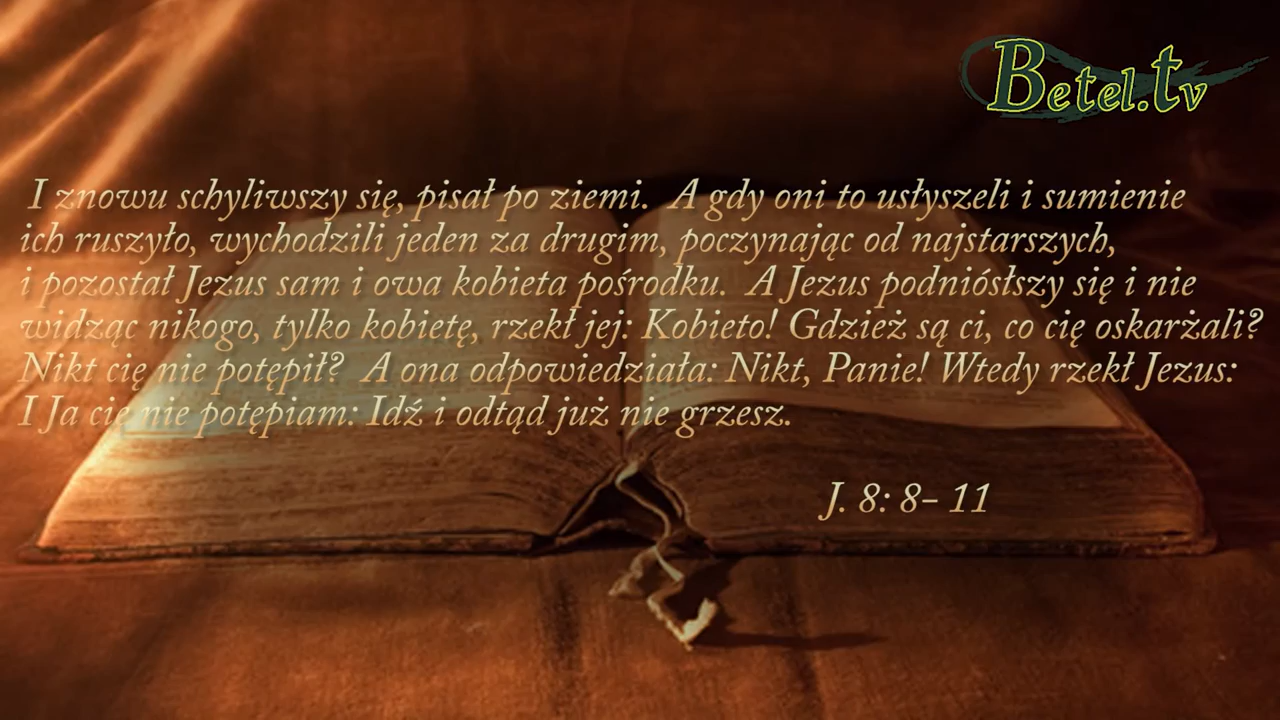 Betel.tv
I znowu schyliwszy się, pisał po ziemi. A gdy oni to usłyszeli i sumienie
ich ruszyło, wychodzili jeden za drugim, poczynając od najstarszych,
i pozostał Jezus sam i owa kobieta pośrodku. A Jezus podniósłszy się i nie
widząc nikogo, tylko kobietę, rzekł jej: Kobieto! Gdzież są ci, co cię oskarżali?
Nikt cię nie potępił? A ona odpowiedziała: Nikt, Panie! Wtedy rzekł Jezus:
I Ja cię nie potępiam: Idź i odtąd już nie grzesz.
J. 8: 8- 11